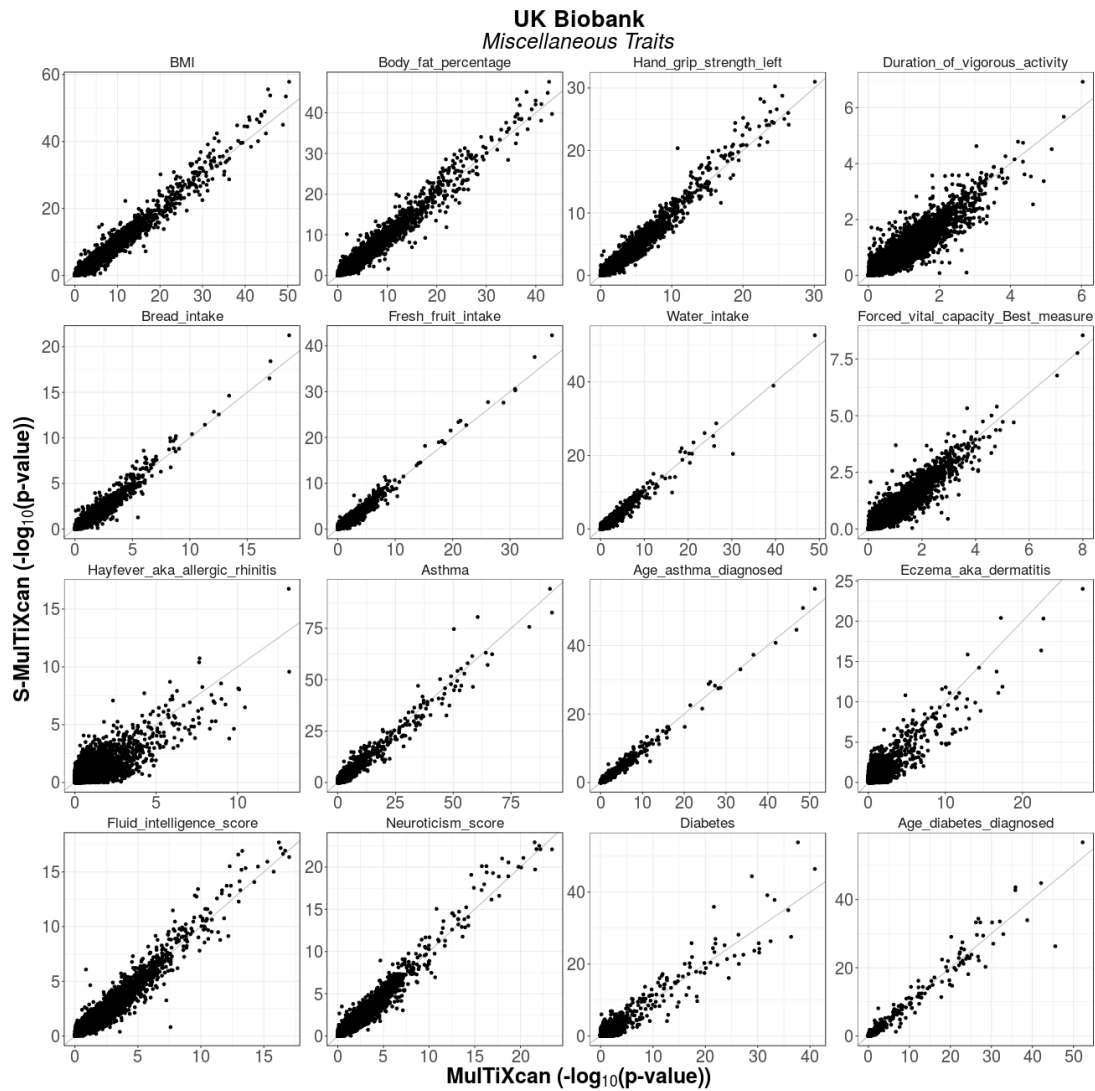 UK Biobank
Miscellaneous Traits
BMI Body_fat_percentage Hand_grip_strength_left Duration_of_vigorous_activity
60
40
20
0
0 10 20 30 40 50
40
30
20
10
0
0 10 20 30 40
30
20
10
0
0 10 20 30
6
4
2
0
0 2 4 6
Bread_intake Fresh_fruit_intake Water_intake Forced_vital_capacity_Best_measure
20
15
10
5
0
0 5 10 15
40
30
20
10
0
0 10 20 30
40
20
0
0 10 20 30 40 50
7.5
5.0
2.5
0.0
0 2 4 6 8
S-MulTiXcan (-log10(p-value))
Hayfever_aka_allergic_rhinitis Asthma Age_asthma_diagnosed Eczema_aka_dermatitis
15
10
5
0
0 5 10
75
50
25
0
0 25 50 75
40
20
0
0 10 20 30 40 50
25
20
15
10
5
0
0 10 20
Fluid_intelligence_score Neuroticism_score Diabetes Age_diabetes_diagnosed
15
10
5
0
0 5 10 15
20
15
10
5
0
0 5 10 15 20
40
20
0
0 10 20 30 40
40
20
0
0 10 20 30 40 50
MulTiXcan (-log10(p-value))